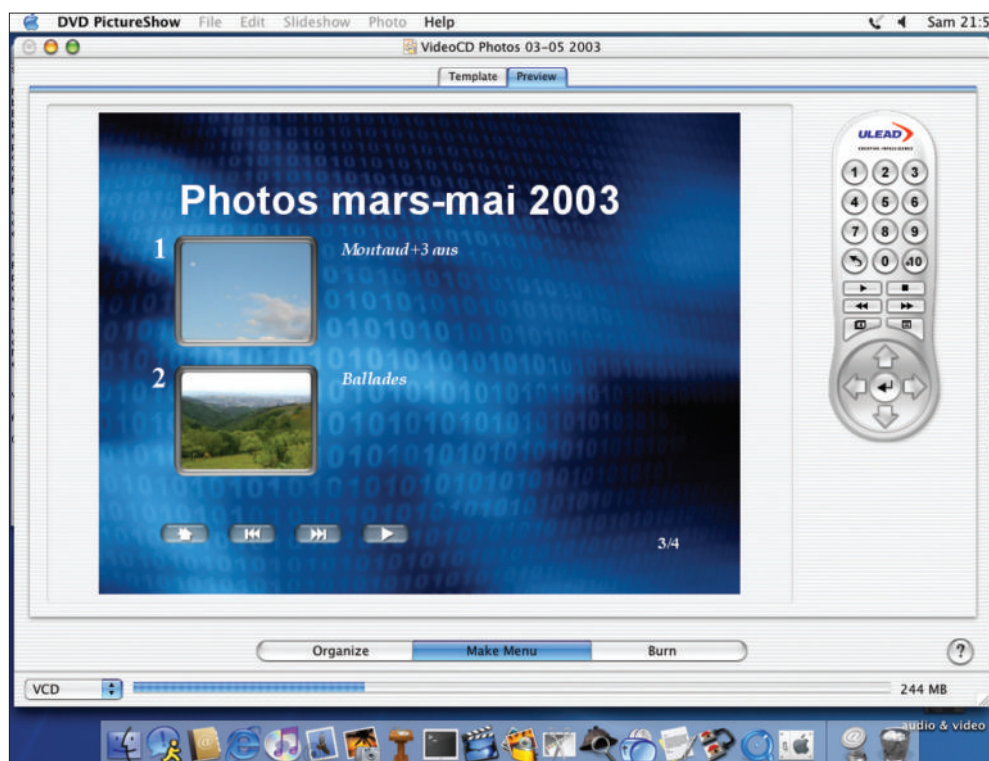 DVD PictureShow File Edit Slideshow Photo Help Sam 21:5
VideoCD Photos 03-05 2003
Template Preview
Photos mars-mai 2003
1 Montaud+3 ans
2 Ballades
3/4
ULEAD
1 2 3
4 5 6
7 8 9
0 +10
Organize Make Menu Burn ?
VCD 244 MB
audio & video